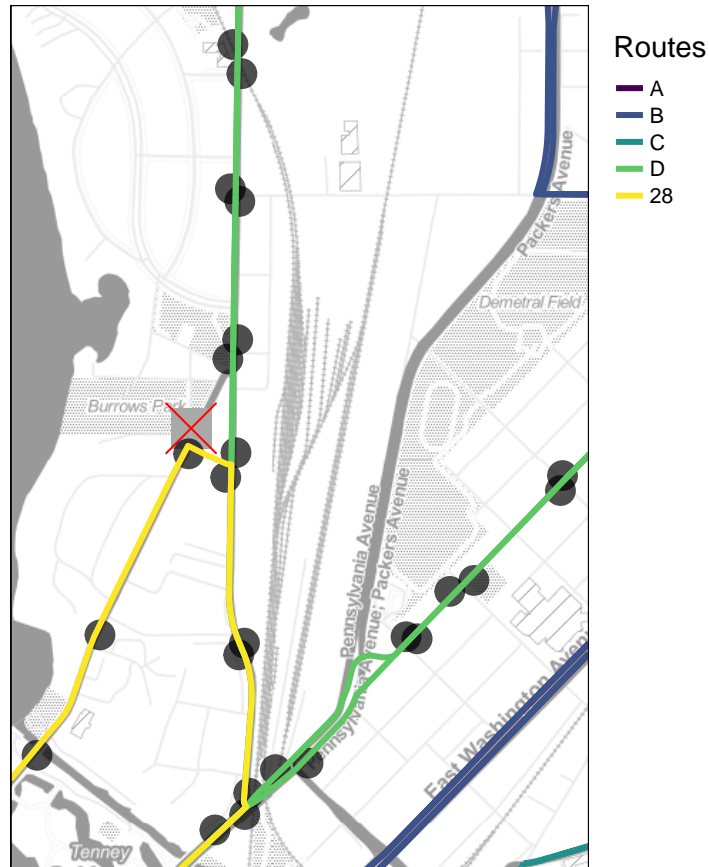 Routes
A
B
C
D
28
Packers Avenue
Demetral Field
Burrows Park
Pennsylvania Avenue
Pennsylvania Avenue; Packers Avenue
East Washington Avenue
Tenney